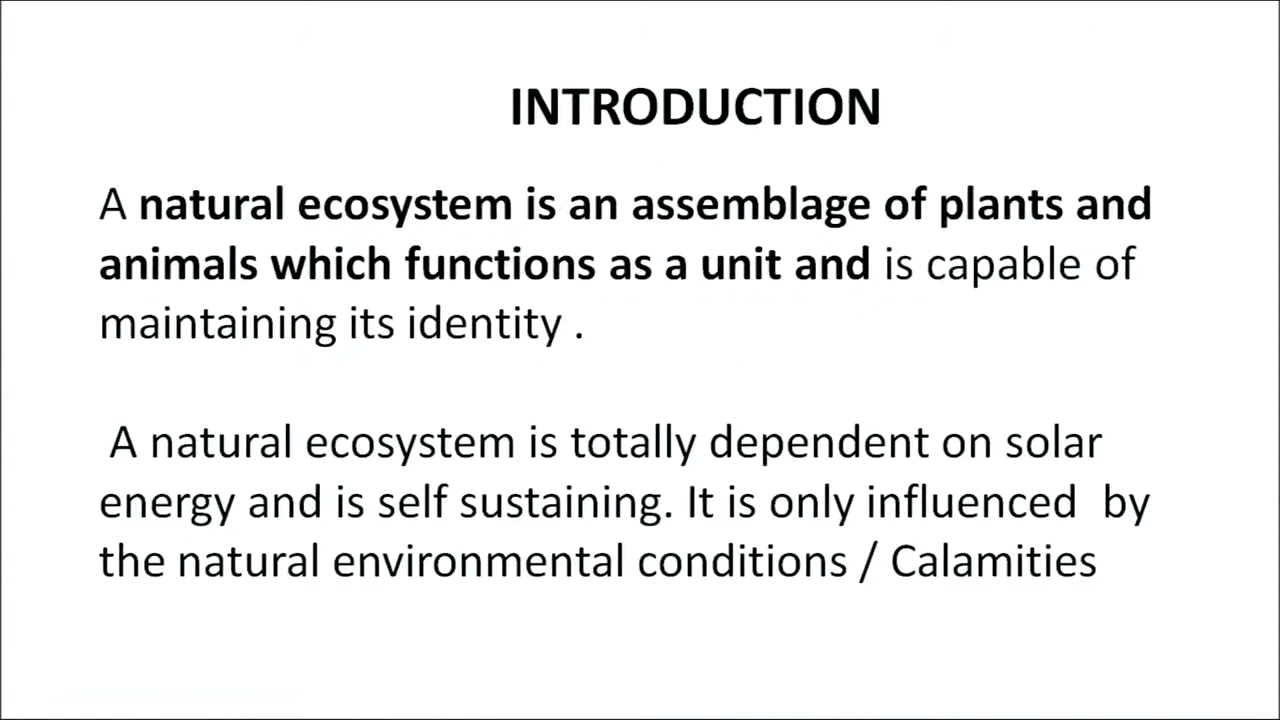 INTRODUCTION
A natural ecosystem is an assemblage of plants and
animals which functions as a unit and is capable of
maintaining its identity .
A natural ecosystem is totally dependent on solar
energy and is self sustaining. It is only influenced  by
the natural environmental conditions / Calamities